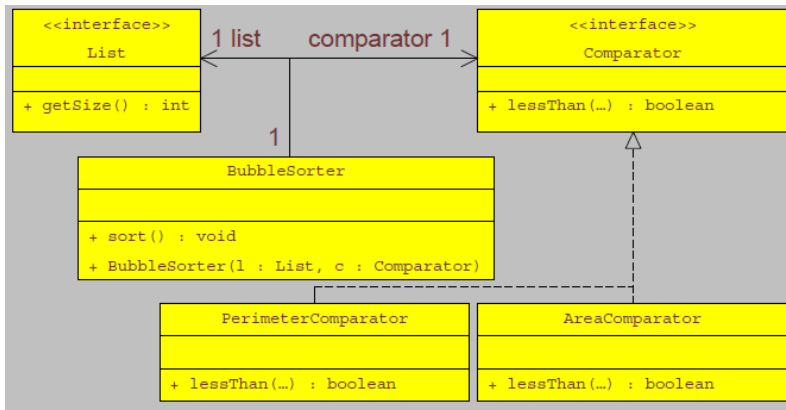 <<interface>>
List
+ getSize() : int
1 list
comparator 1
<<interface>>
Comparator
+ lessThan(…) : boolean
1
BubbleSorter
+ sort() : void
+ BubbleSorter(l : List, c : Comparator)
PerimeterComparator
+ lessThan(…) : boolean
AreaComparator
+ lessThan(…) : boolean